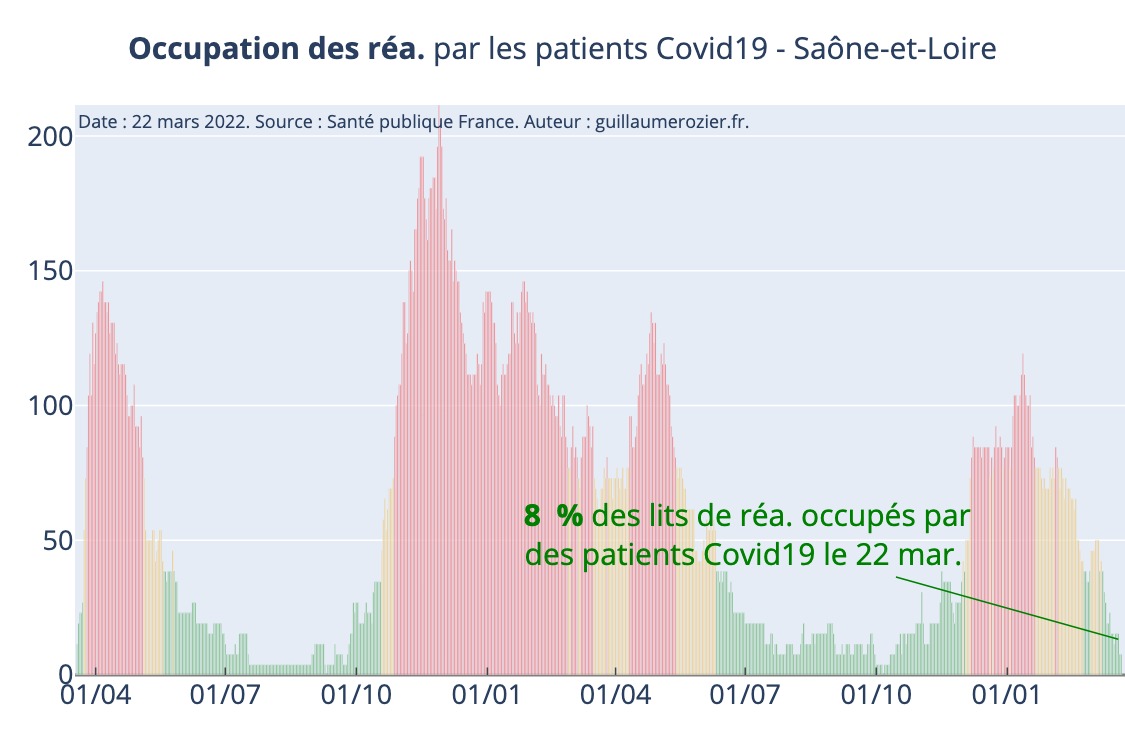 Occupation des réa. par les patients Covid19 - Saône-et-Loire
Date : 22 mars 2022. Source : Santé publique France. Auteur : guillaumerozier.fr.
200
150
100
50
0
8 % des lits de réa. occupés par
des patients Covid19 le 22 mar.
01/04 01/07 01/10 01/01 01/04 01/07 01/10 01/01